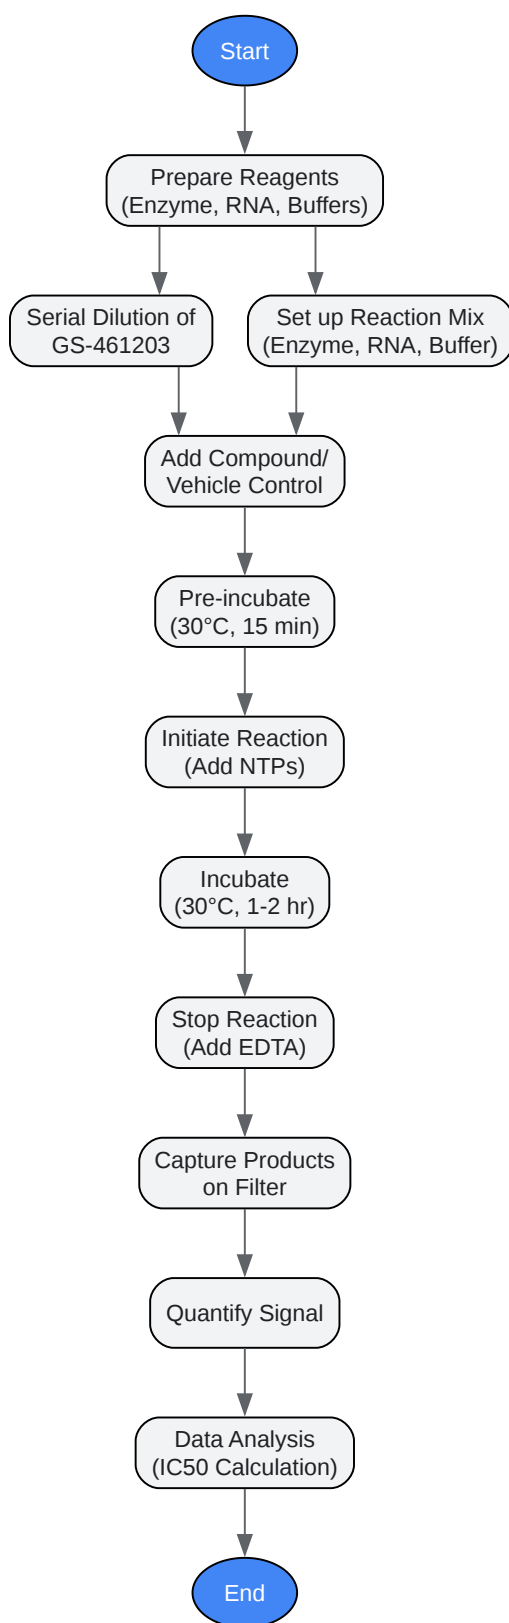 Start
Prepare Reagents
(Enzyme, RNA, Buffers)
Serial Dilution of
GS-461203
Set up Reaction Mix
(Enzyme, RNA, Buffer)
Add Compound/
Vehicle Control
Pre-incubate
(30°C, 15 min)
Initiate Reaction
(Add NTPs)
Incubate
(30°C, 1-2 hr)
Stop Reaction
(Add EDTA)
Capture Products
on Filter
Quantify Signal
Data Analysis
(IC50 Calculation)
End